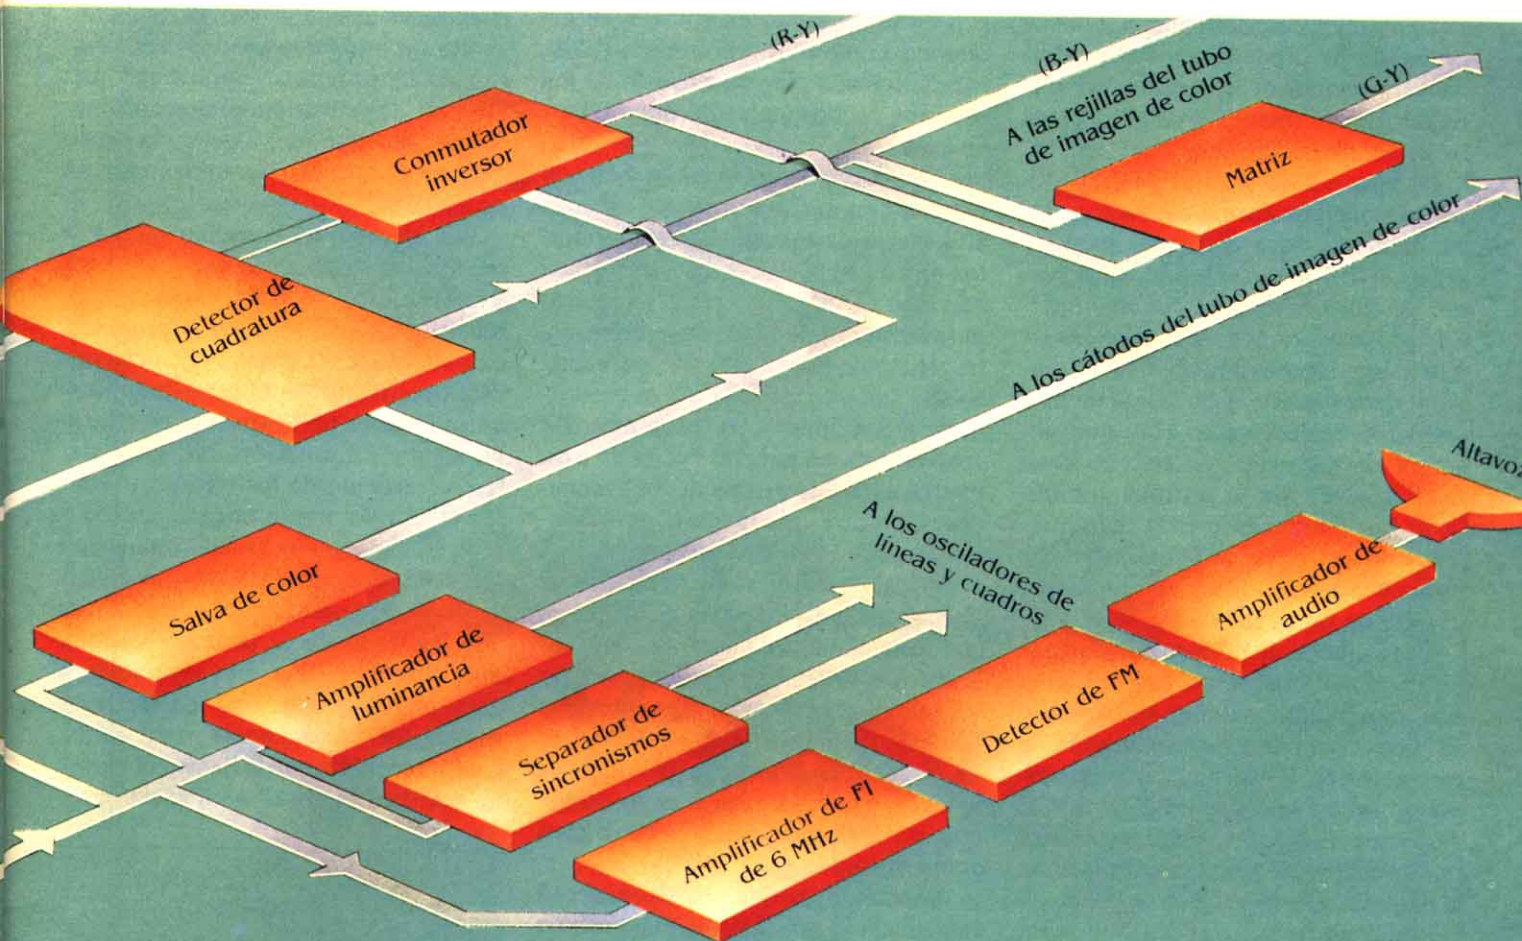 (R-Y)
(B-Y)
A las rejillas del tubo
de imagen de color
(G-Y)
Conmutador
inversor
Matriz
Detector de
cuadratura
A los cátodos del tubo de imagen de color
Altavoz
A los osciladores de
líneas y cuadros
Salva de color
Amplificador de
luminancia
Separador de
sincronismos
Amplificador de FI
de 6 MHz
Detector de FM
Amplificador de
audio